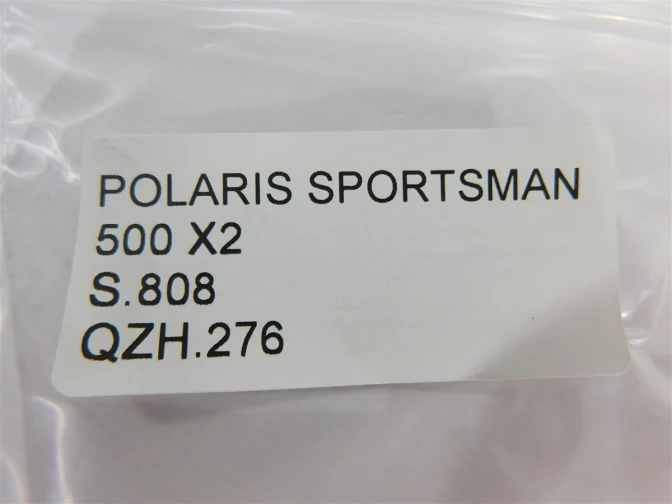 POLARIS SPORTSMAN
500 X2
S.808
QZH.276